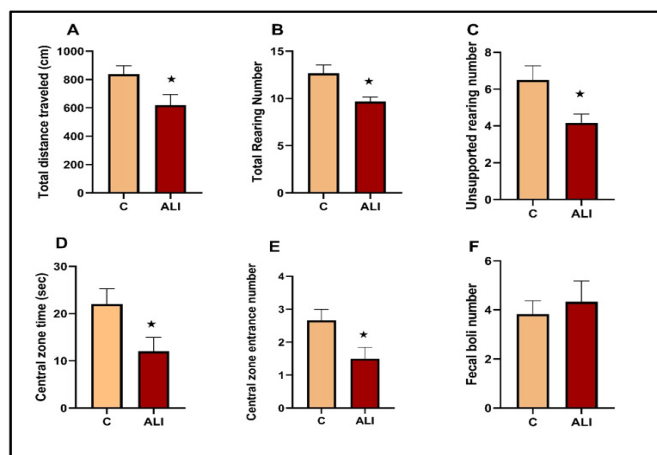 A
Total distance traveled (cm)
1000
800
600
400
200
0
★
C ALI
B
Total Rearing Number
15
10
5
0
★
C ALI
C
Unsupported rearing number
8
6
4
2
0
★
C ALI
D
Central zone time (sec)
30
20
10
0
★
C ALI
E
Central zone entrance number
4
3
2
1
0
★
C ALI
F
Fecal boli number
6
4
2
0
C ALI